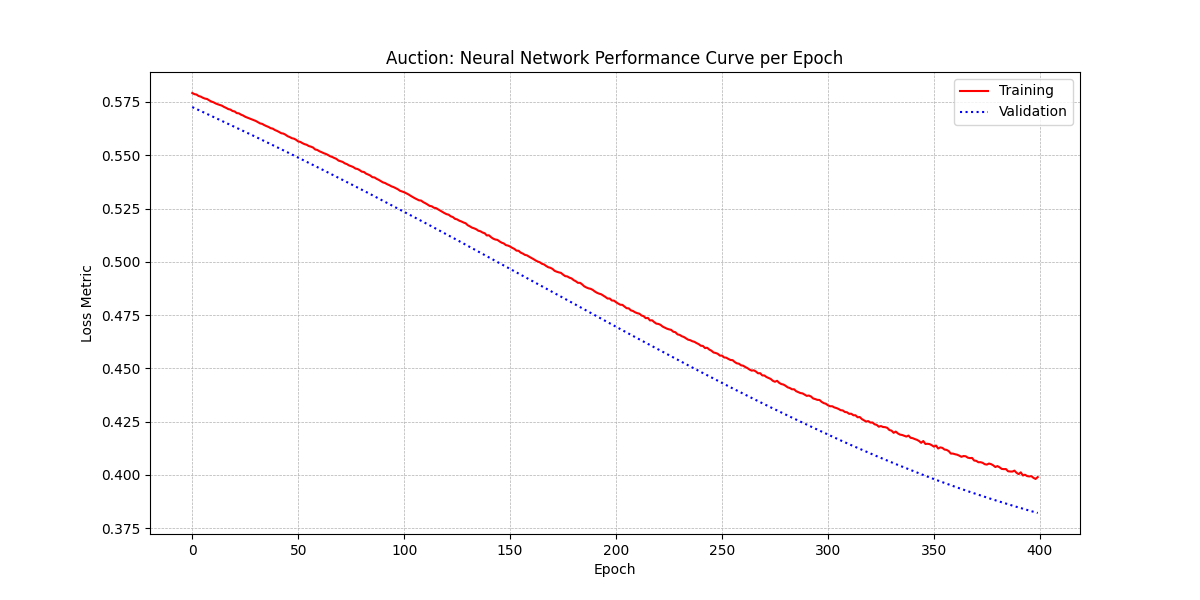 Auction: Neural Network Performance Curve per Epoch
Training
Validation
Loss Metric
0.575
0.550
0.525
0.500
0.475
0.450
0.425
0.400
0.375
0 50 100 150 200 250 300 350 400
Epoch